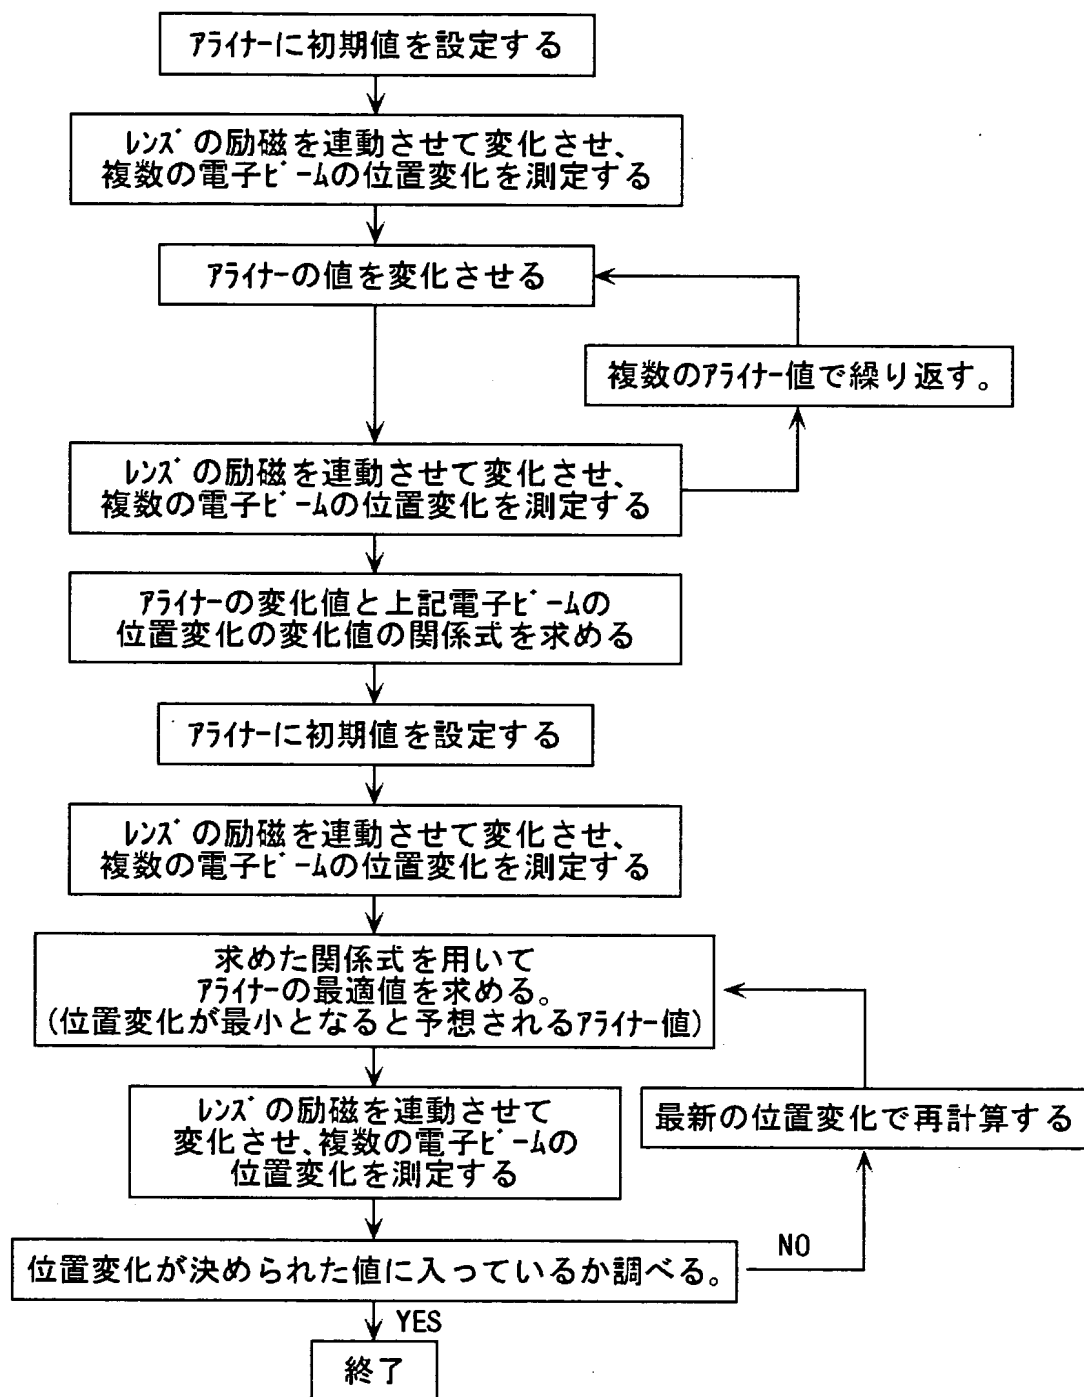 ｱﾗｲﾅｰに初期値を設定する
ﾚﾝｽﾞの励磁を連動させて変化させ、
複数の電子ﾋﾞｰﾑの位置変化を測定する
ｱﾗｲﾅｰの値を変化させる
複数のｱﾗｲﾅｰ値で繰り返す。
ﾚﾝｽﾞの励磁を連動させて変化させ、
複数の電子ﾋﾞｰﾑの位置変化を測定する
ｱﾗｲﾅｰの変化値と上記電子ﾋﾞｰﾑの
位置変化の変化値の関係式を求める
ｱﾗｲﾅｰに初期値を設定する
ﾚﾝｽﾞの励磁を連動させて変化させ、
複数の電子ﾋﾞｰﾑの位置変化を測定する
求めた関係式を用いて
ｱﾗｲﾅｰの最適値を求める。
(位置変化が最小となると予想されるｱﾗｲﾅｰ値)
ﾚﾝｽﾞの励磁を連動させて
変化させ、複数の電子ﾋﾞｰﾑの
位置変化を測定する
最新の位置変化で再計算する
位置変化が決められた値に入っているか調べる。
NO
YES
終了